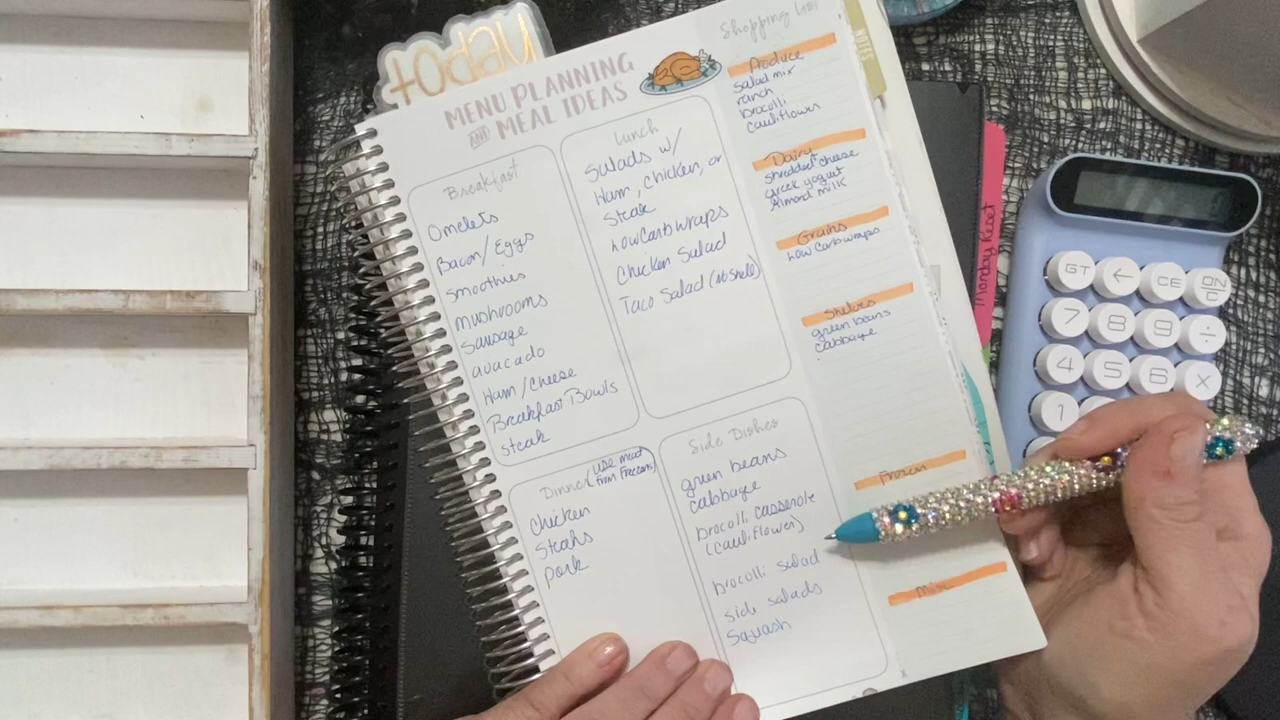 TODAY
MENU PLANNING
AND MEAL IDEAS
Breakfast
Omelets
Bacon/Eggs
smoothies
mushrooms
Sausage
avacado
Ham/Cheese
Breakfast Bowls
steak
Lunch
Salads w/
Ham, Chicken, or
Steak
Low Carb Wraps
Chicken Salad
Taco Salad (No Shell)
Dinner (use meat
from Freezer)
Chicken
Steaks
pork
Side Dishes
green beans
cabbage
brocolli casserole
(cauliflower)
brocolli salad
side salads
Squash
Shopping List
Produce
salad mix
ranch
brocolli
cauliflower
Dairy
shredded cheese
Greek yogurt
Almond milk
Grains
Low Carb wraps
Shelves
green beans
cabbage
Frozen
Misc
NOTES
Monday Reset
GT
←
CE
ON/C
7
8
9
÷
4
5
6
X
1